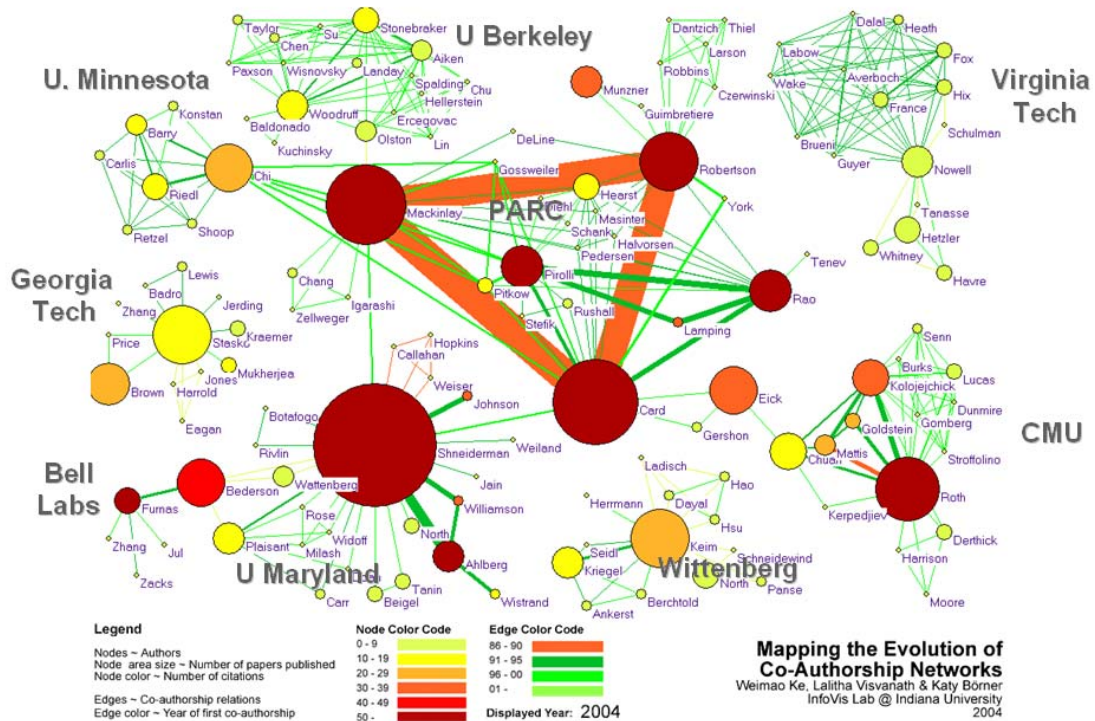 U Berkeley
U. Minnesota
Virginia
Tech
PARC
Georgia
Tech
CMU
Bell
Labs
U Maryland
Wittenberg
Taylor
Su
Stonebraker
Chen
Aiken
Paxson
Wisnovsky
Landay
Spalding
Chu
Hellerstein
Woodruff
Ercegovac
Baldonado
Olston
Lin
Kuchinsky
Dantzich
Thiel
Larson
Robbins
Czerwinski
Munzner
Guimbretiere
DeLine
Gossweiler
Robertson
York
Dalal
Heath
Labow
Fox
Wake
Averboch
Hix
France
Schulman
Brueni
Guyer
Nowell
Tanasse
Hetzler
Whitney
Havre
Konstan
Barry
Carlis
Chi
Riedl
Retzel
Shoop
Mackinlay
Hearst
Diehl
Masinter
Schank
Halvorsen
Pedersen
Pirolli
Pitkow
Rushall
Stefik
Lamping
Rao
Tenev
Chang
Igarashi
Zellweger
Lewis
Badro
Zhang
Jerding
Stasko
Kraemer
Price
Mukherjea
Jones
Brown
Harrold
Eagan
Hopkins
Callahan
Weiser
Johnson
Card
Eick
Gershon
Botafogo
Rivlin
Shneiderman
Weiland
Wattenberg
Jain
Bederson
Furnas
Zhang
Jul
Zacks
Rose
Williamson
North
Plaisant
Widoff
Milash
Ahlberg
Carr
Beigel
Tanin
Wistrand
Ladisch
Hao
Herrmann
Dayal
Hsu
Seidl
Keim
Schneidewind
Kriegel
North
Panse
Ankerst
Berchtold
Senn
Burks
Kolojejchick
Lucas
Goldstein
Dunmire
Gomberg
Mattis
Chuah
Stroffolino
Roth
Kerpedjiev
Derthick
Harrison
Moore
Legend
Nodes ~ Authors
Node area size ~ Number of papers published
Node color ~ Number of citations
Edges ~ Co-authorship relations
Edge color ~ Year of first co-authorship
Node Color Code
0 - 9
10 - 19
20 - 29
30 - 39
40 - 49
50 -
Edge Color Code
86 - 90
91 - 95
96 - 00
01 -
Displayed Year: 2004
Mapping the Evolution of
Co-Authorship Networks
Weimao Ke, Lalitha Visvanath & Katy Börner
InfoVis Lab @ Indiana University
2004